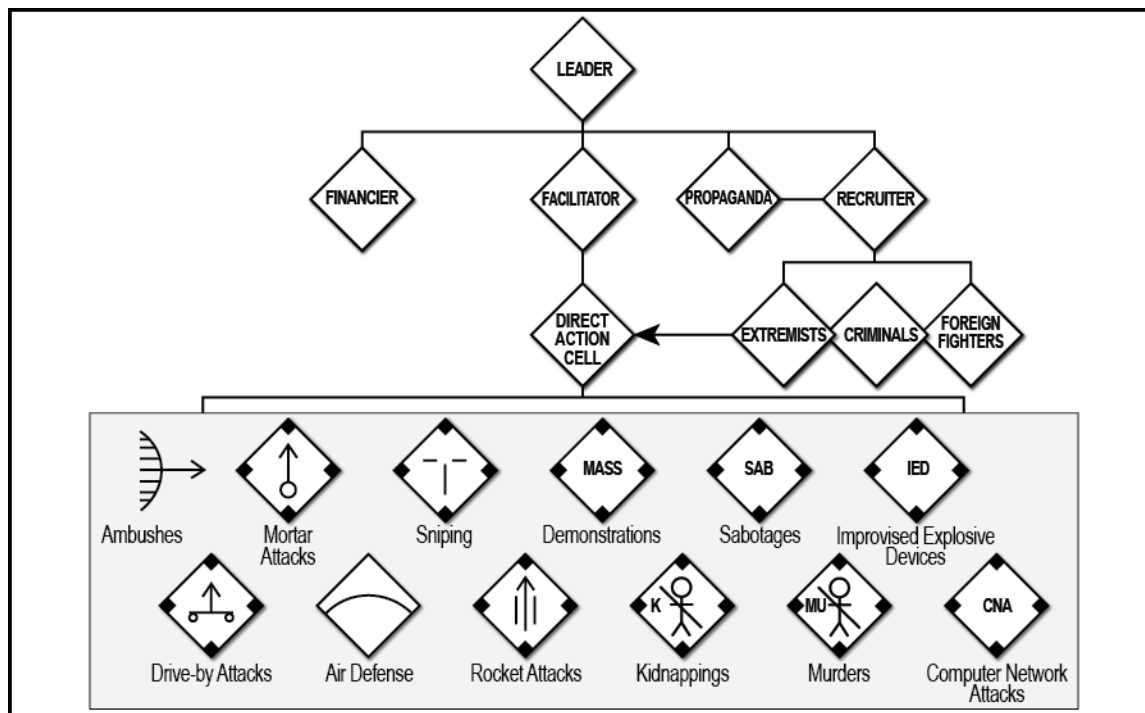 LEADER
FINANCIER
FACILITATOR
PROPAGANDA
RECRUITER
DIRECT
ACTION
CELL
EXTREMISTS
CRIMINALS
FOREIGN
FIGHTERS
MASS
SAB
IED
Ambushes
Mortar
Attacks
Sniping
Demonstrations
Sabotages
Improvised Explosive
Devices
K
MU
CNA
Drive-by Attacks
Air Defense
Rocket Attacks
Kidnappings
Murders
Computer Network
Attacks